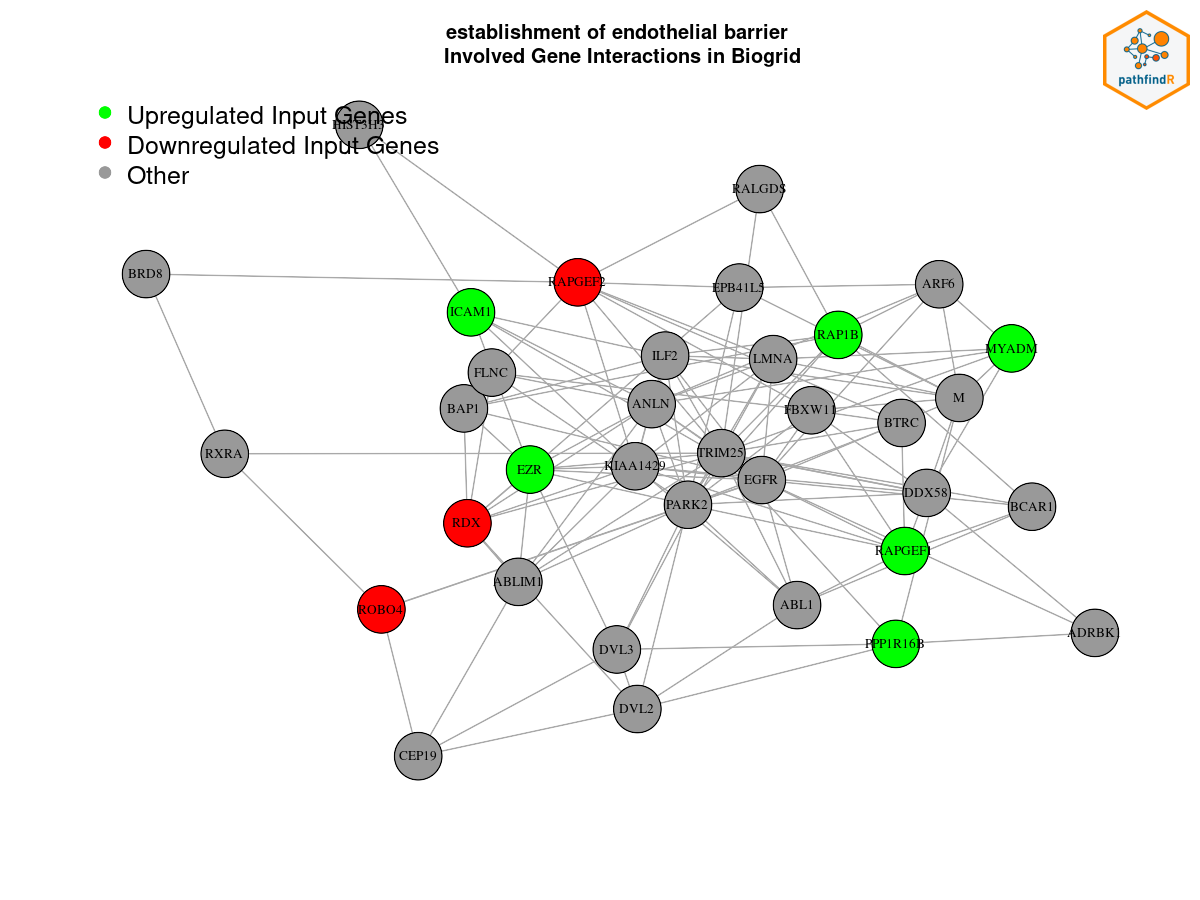 establishment of endothelial barrier
Involved Gene Interactions in Biogrid
pathfindR
Upregulated Input Genes
Downregulated Input Genes
Other
HIST3H3
RALGDS
BRD8
RAPGEF2
EPB41L5
ARF6
ICAM1
RAP1B
MYADM
ILF2
LMNA
FLNC
BAP1
ANLN
FBXW11
M
BTRC
RXRA
EZR
KIAA1429
TRIM25
EGFR
DDX58
PARK2
BCAR1
RDX
RAPGEF1
ABLIM1
ROBO4
ABL1
DVL3
PPP1R16B
ADRBK1
DVL2
CEP19